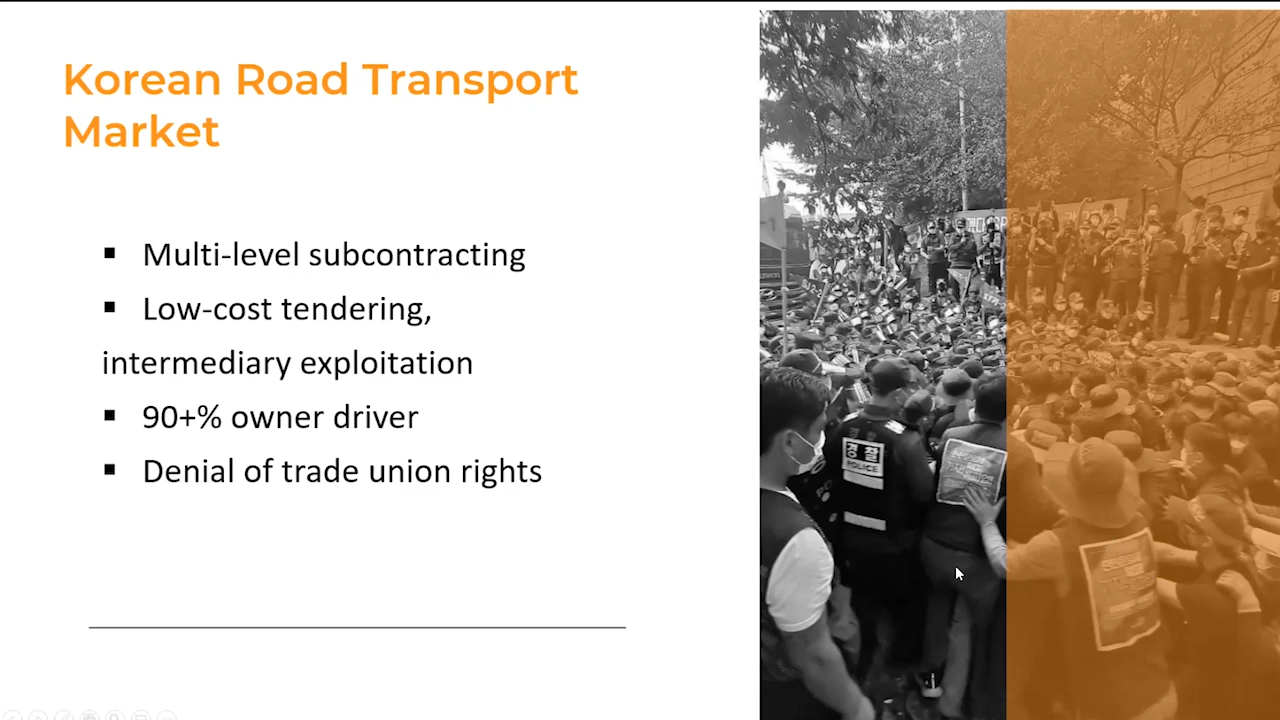 Korean Road Transport
Market
▪ Multi-level subcontracting
▪ Low-cost tendering,
intermediary exploitation
▪ 90+% owner driver
▪ Denial of trade union rights
경찰
POLICE